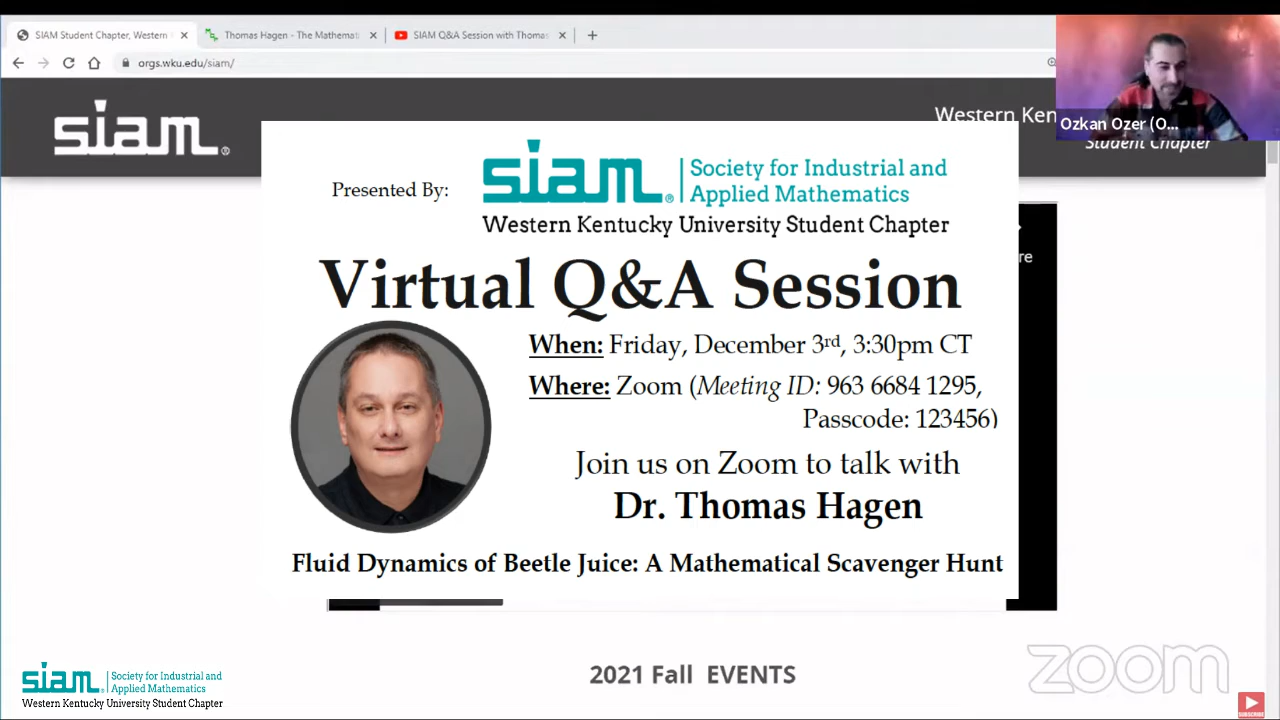 SIAM Student Chapter, Western
Thomas Hagen - The Mathemati
SIAM Q&A Session with Thomas
orgs.wku.edu/siam/
siam®
Western Ken
Student Chapter
Ozkan Ozer (O...
Presented By:
siam®
Society for Industrial and
Applied Mathematics
Western Kentucky University Student Chapter
Virtual Q&A Session
When: Friday, December 3rd, 3:30pm CT
Where: Zoom (Meeting ID: 963 6684 1295,
Passcode: 123456)
Join us on Zoom to talk with
Dr. Thomas Hagen
Fluid Dynamics of Beetle Juice: A Mathematical Scavenger Hunt
re
2021 Fall EVENTS
siam®
Society for Industrial and
Applied Mathematics
Western Kentucky University Student Chapter
zoom
SUBSCRIBE